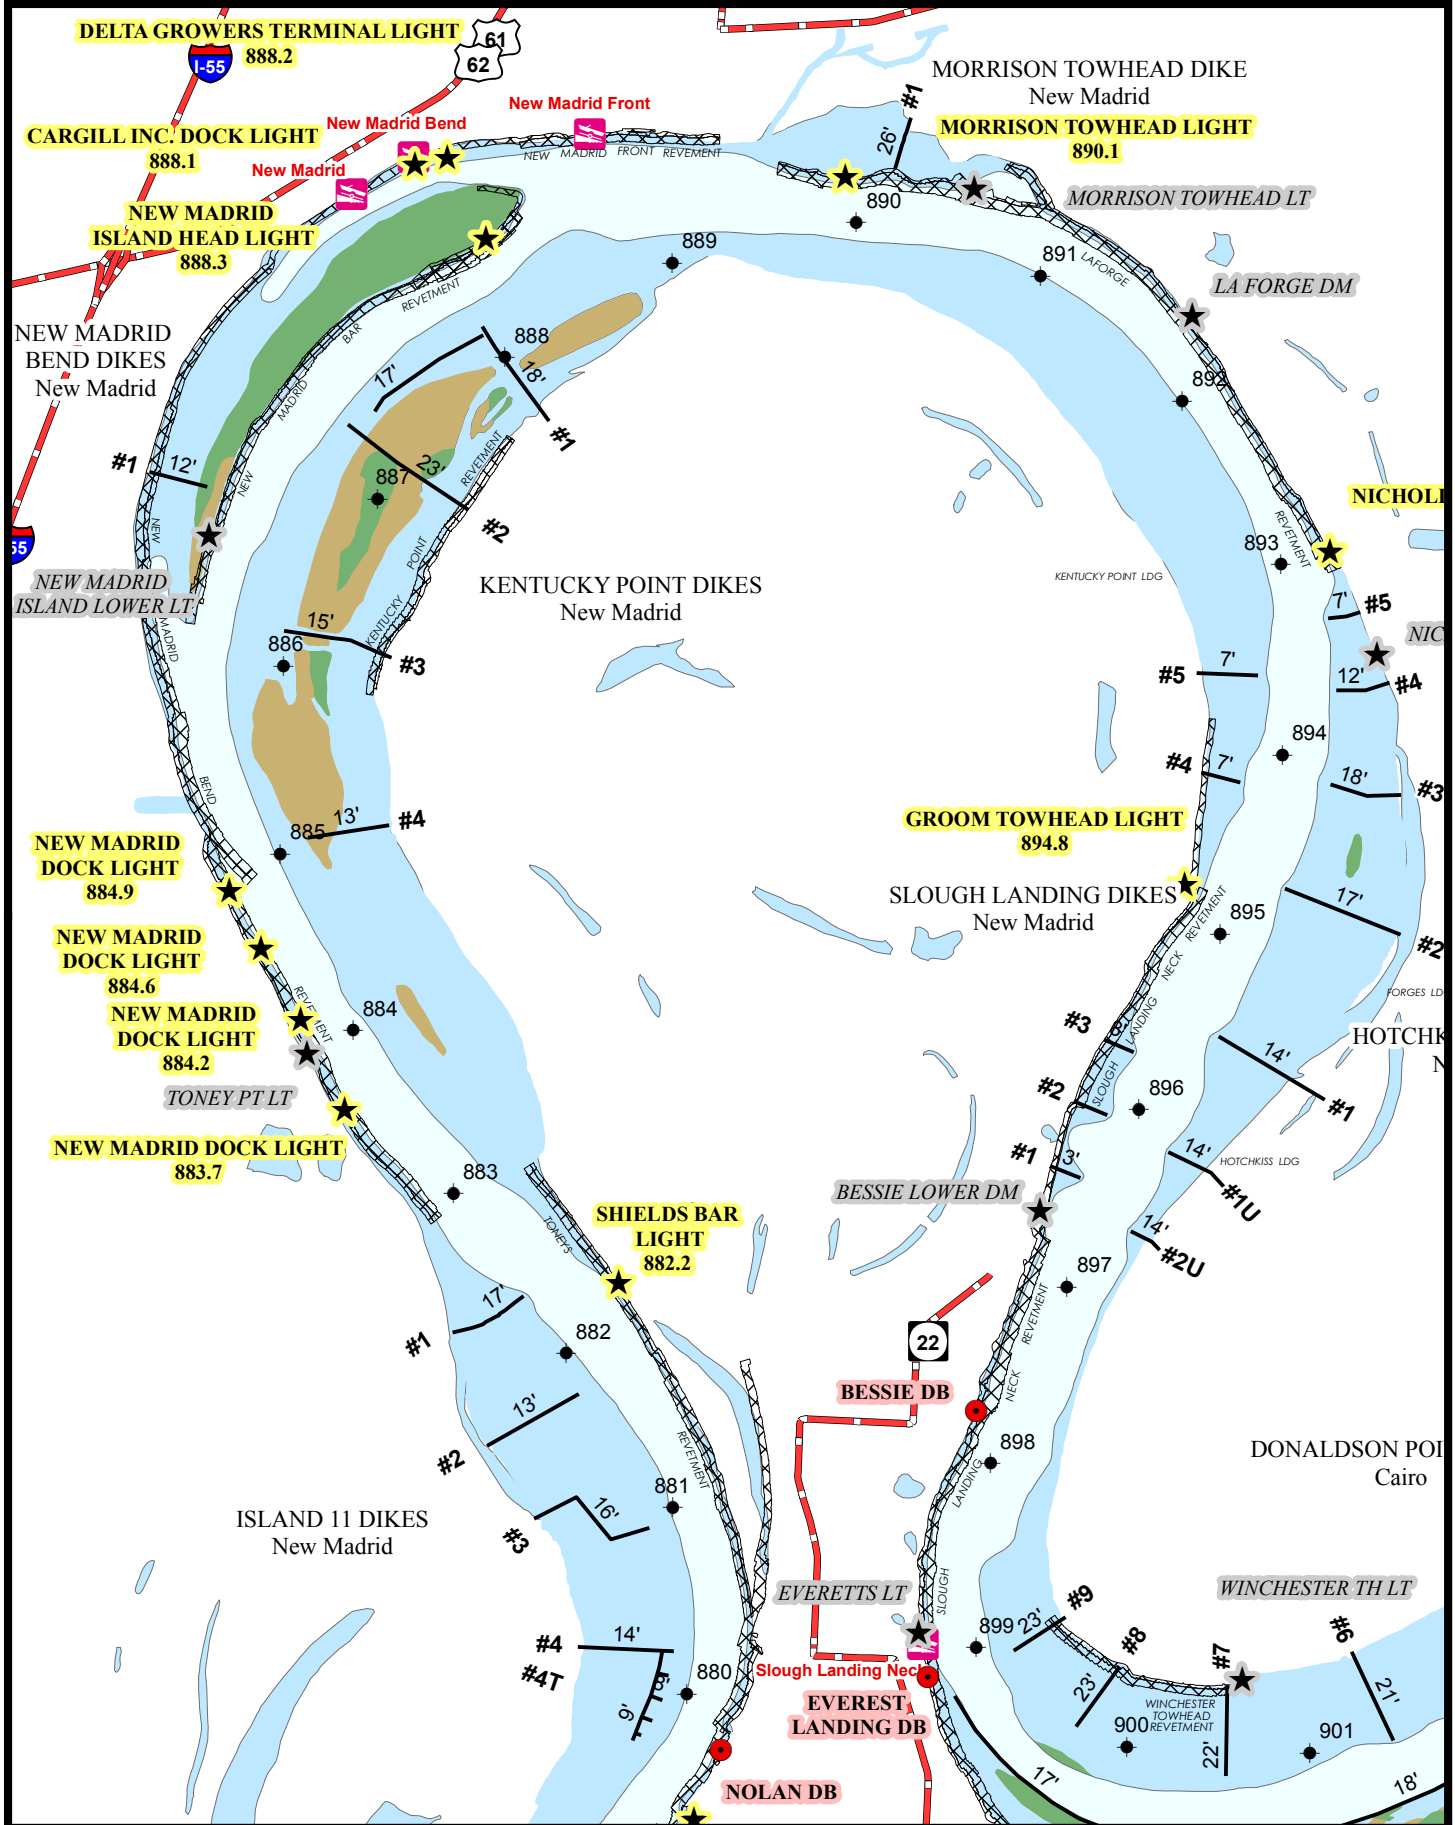 DELTA GROWERS TERMINAL LIGHT
888.2
I-55
61
62
CARGILL INC. DOCK LIGHT
888.1
New Madrid Bend
New Madrid Front
New Madrid
NEW MADRID FRONT REVEMENT
MORRISON TOWHEAD DIKE
New Madrid
#1
26'
MORRISON TOWHEAD LIGHT
890.1
MORRISON TOWHEAD LT
NEW MADRID
ISLAND HEAD LIGHT
888.3
890
889
891
LAFORGE
REVETMENT
LA FORGE DM
892
893
NEW MADRID
BEND DIKES
New Madrid
NEW MADRID BAR REVETMENT
888
17'
18'
#1
#1
12'
887
23'
#2
55
NEW MADRID
ISLAND LOWER LT
NEW MADRID BEND REVETMENT
KENTUCKY POINT REVETMENT
KENTUCKY POINT DIKES
New Madrid
KENTUCKY POINT LDG
NICHOLI
7'
#5
NIC
886
15'
#3
#5
7'
12'
#4
894
#4
7'
18'
#3
885
13'
#4
GROOM TOWHEAD LIGHT
894.8
NEW MADRID
DOCK LIGHT
884.9
SLOUGH LANDING DIKES
New Madrid
17'
#2
895
NEW MADRID
DOCK LIGHT
884.6
SLOUGH LANDING NECK REVETMENT
FORGES LD
884
NEW MADRID
DOCK LIGHT
884.2
#3
HOTCHK
N
14'
#1
TONEY PT LT
#2
896
NEW MADRID DOCK LIGHT
883.7
#1
3'
14'
HOTCHKISS LDG
#1U
883
BESSIE LOWER DM
14'
#2U
SHIELDS BAR
LIGHT
882.2
TONEYS
REVETMENT
897
17'
#1
882
22
BESSIE DB
13'
#2
SLOUGH LANDING NECK REVETMENT
898
DONALDSON POI
Cairo
881
16'
#3
ISLAND 11 DIKES
New Madrid
EVERETTS LT
WINCHESTER TH LT
899
23'
#9
#8
23'
#7
22'
#6
21'
#4
14'
#4T
9'
880
Slough Landing Neck
EVEREST
LANDING DB
WINCHESTER
TOWHEAD
REVETMENT
900
901
NOLAN DB
17'
18'